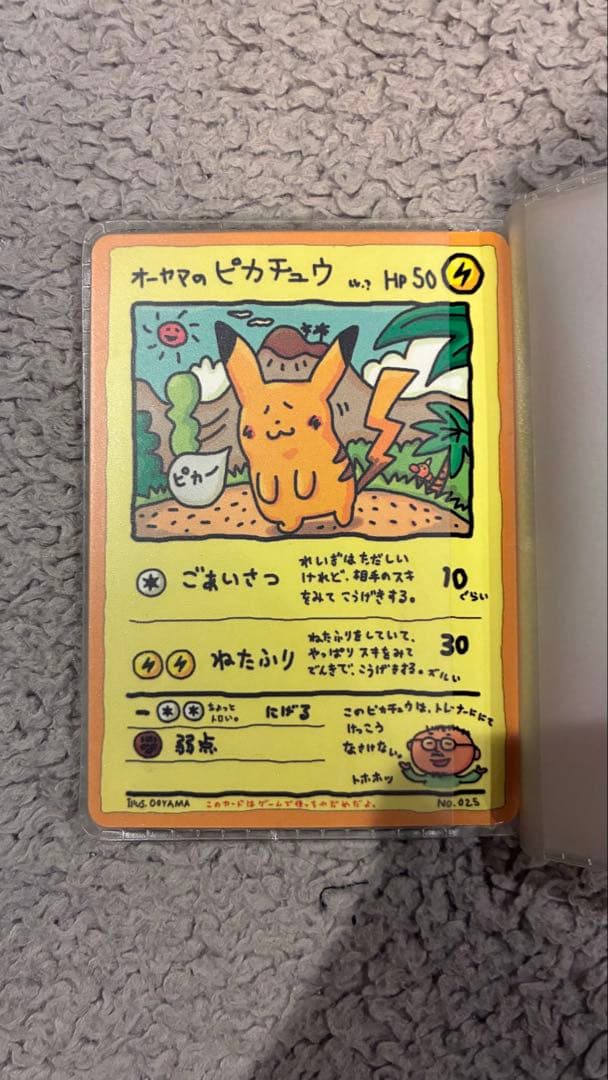 オーヤマの ピカチュウ Lv.? HP 50
ピカー
ごあいさつ
れいぎはただしい
けれど、相手のスキ
をみて こうげきする。
10
ぐらい
ねたふり
ねたふりをしていて、
やっぱり スキをみて
でんきで、こうげきする。ズルい
30
ー
ちょっと
トロい。
にげる
弱点
このピカチュウは、トレーナーににて
けっこう
なさけない。
トホホッ
Illus. OOYAMA
このカードはゲームで使っちゃだめだよ。
NO. 025